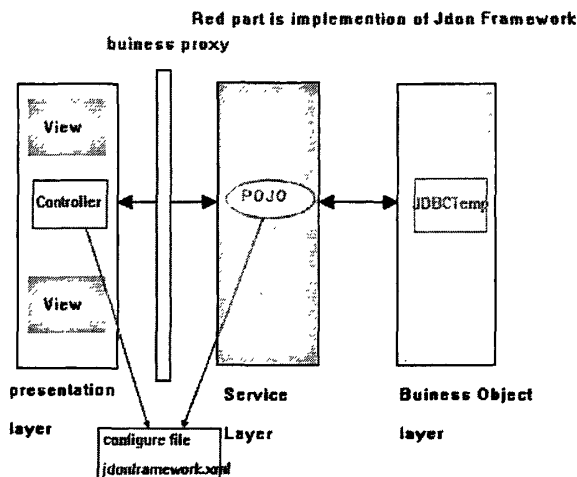 Red part is implemention of Jdon Framework
buiness proxy
View
Controller
View
POJO
JDBCTemp
presentation
layer
Service
Layer
Buiness Object
layer
configure file
jdonframework.xml